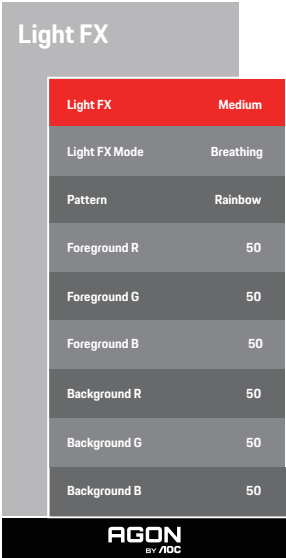 Light FX
Light FX Medium
Light FX Mode Breathing
Pattern Rainbow
Foreground R 50
Foreground G 50
Foreground B 50
Background R 50
Background G 50
Background B 50
AGON
BY AOC